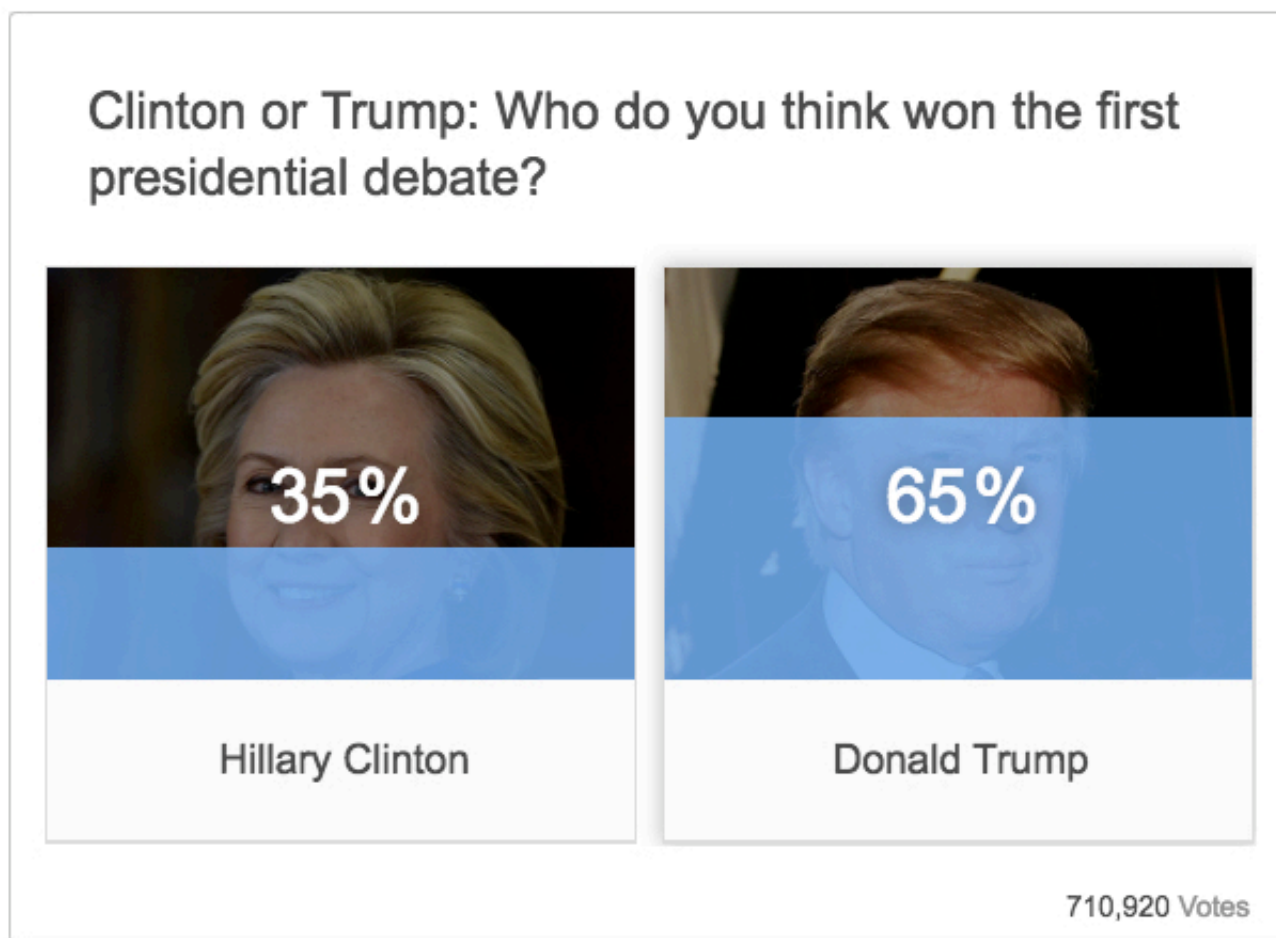 Clinton or Trump: Who do you think won the first
presidential debate?
35%
65%
Hillary Clinton
Donald Trump
710,920 Votes